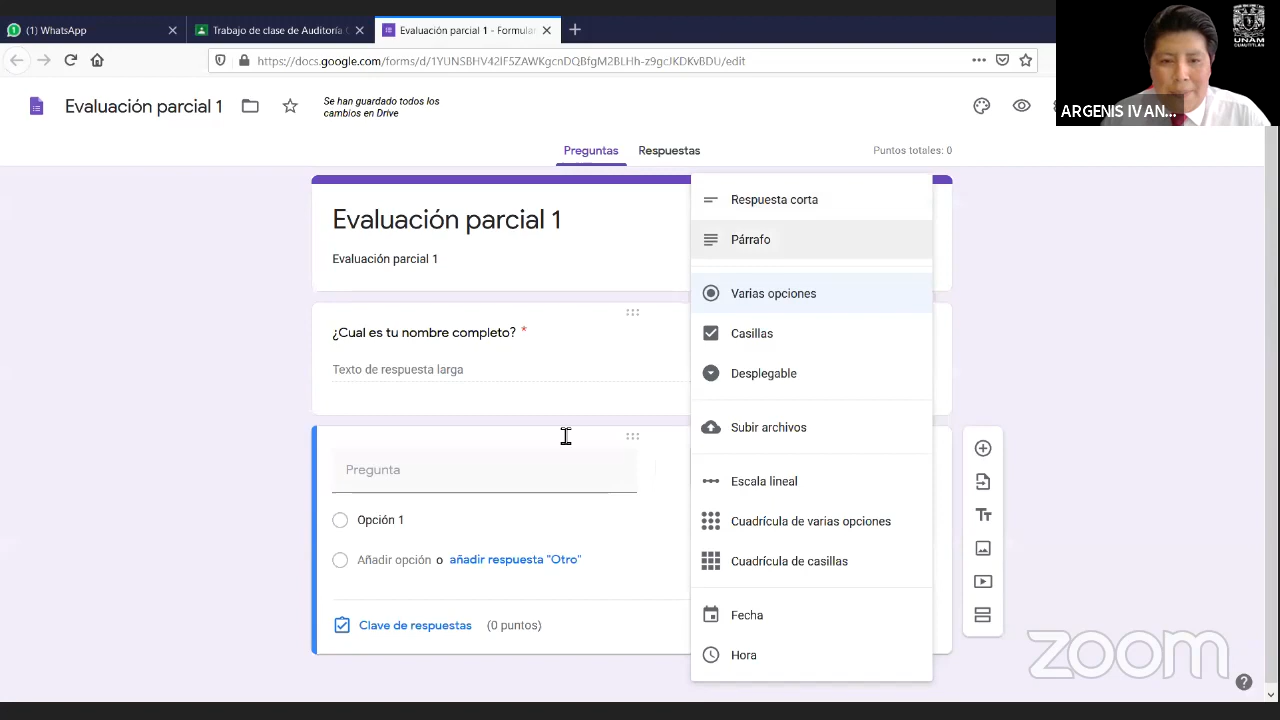 (1) WhatsApp
Trabajo de clase de Auditoría
Evaluación parcial 1 - Formula
https://docs.google.com/forms/d/1YUNSBHV42IF5ZAWKgcnDQBfgM2BLHh-z9gcJKDKvBDU/edit
UNAM
CUAUTITLÁN
ARGENIS IVAN...
Evaluación parcial 1
Se han guardado todos los
cambios en Drive
Preguntas
Respuestas
Puntos totales: 0
Evaluación parcial 1
Evaluación parcial 1
¿Cual es tu nombre completo? *
Texto de respuesta larga
Pregunta
Opción 1
Añadir opción o añadir respuesta "Otro"
Clave de respuestas (0 puntos)
Respuesta corta
Párrafo
Varias opciones
Casillas
Desplegable
Subir archivos
Escala lineal
Cuadrícula de varias opciones
Cuadrícula de casillas
Fecha
Hora
zoom